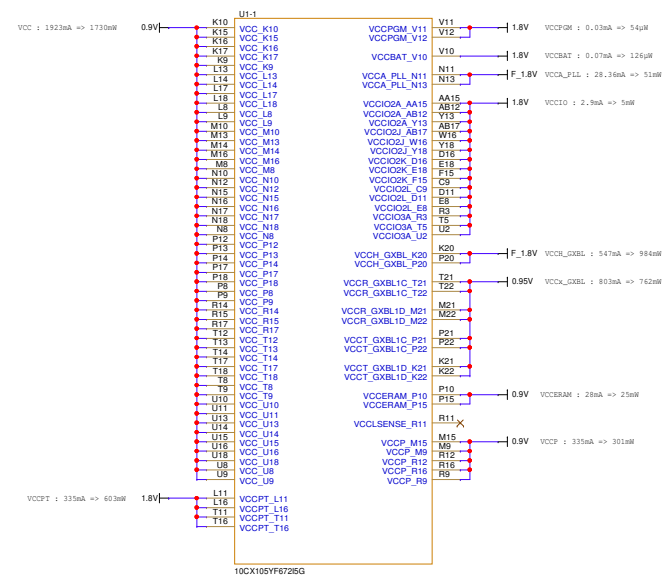 U1-1
VCC : 1923mA => 1730mW
0.9V
K10
K15
K16
K17
K9
L13
L14
L17
L18
L8
L9
M10
M13
M14
M16
M8
N10
N12
N15
N16
N17
N18
N8
P12
P13
P14
P17
P18
P8
P9
R14
R15
R17
T12
T13
T14
T17
T18
T8
T9
U10
U11
U13
U14
U15
U16
U18
U8
U9
VCC_K10
VCC_K15
VCC_K16
VCC_K17
VCC_K9
VCC_L13
VCC_L14
VCC_L17
VCC_L18
VCC_L8
VCC_L9
VCC_M10
VCC_M13
VCC_M14
VCC_M16
VCC_M8
VCC_N10
VCC_N12
VCC_N15
VCC_N16
VCC_N17
VCC_N18
VCC_N8
VCC_P12
VCC_P13
VCC_P14
VCC_P17
VCC_P18
VCC_P8
VCC_P9
VCC_R14
VCC_R15
VCC_R17
VCC_T12
VCC_T13
VCC_T14
VCC_T17
VCC_T18
VCC_T8
VCC_T9
VCC_U10
VCC_U11
VCC_U13
VCC_U14
VCC_U15
VCC_U16
VCC_U18
VCC_U8
VCC_U9
VCCPT : 335mA => 603mW
1.8V
L11
L16
T11
T16
VCCPT_L11
VCCPT_L16
VCCPT_T11
VCCPT_T16
VCCPGM_V11
VCCPGM_V12
V11
V12
1.8V
VCCPGM : 0.03mA => 54µW
VCCBAT_V10
V10
1.8V
VCCBAT : 0.07mA => 126µW
VCCA_PLL_N11
VCCA_PLL_N13
N11
N13
F_1.8V
VCCA_PLL : 28.36mA => 51mW
VCCIO2A_AA15
VCCIO2A_AB12
VCCIO2A_Y13
VCCIO2J_AB17
VCCIO2J_W16
VCCIO2J_Y18
VCCIO2K_D16
VCCIO2K_E18
VCCIO2K_F15
VCCIO2L_C9
VCCIO2L_D11
VCCIO2L_E8
VCCIO3A_R3
VCCIO3A_T5
VCCIO3A_U2
AA15
AB12
Y13
AB17
W16
Y18
D16
E18
F15
C9
D11
E8
R3
T5
U2
1.8V
VCCIO : 2.9mA => 5mW
VCCH_GXBL_K20
VCCH_GXBL_P20
K20
P20
F_1.8V
VCCH_GXBL : 547mA => 984mW
VCCR_GXBL1C_T21
VCCR_GXBL1C_T22
VCCR_GXBL1D_M21
VCCR_GXBL1D_M22
VCCT_GXBL1C_P21
VCCT_GXBL1C_P22
VCCT_GXBL1D_K21
VCCT_GXBL1D_K22
T21
T22
M21
M22
P21
P22
K21
K22
0.95V
VCCx_GXBL : 803mA => 762mW
VCCERAM_P10
VCCERAM_P15
P10
P15
0.9V
VCCERAM : 28mA => 25mW
VCCLSENSE_R11
R11
VCCP_M15
VCCP_M9
VCCP_R12
VCCP_R16
VCCP_R9
M15
M9
R12
R16
R9
0.9V
VCCP : 335mA => 301mW
10CX105YF672I5G